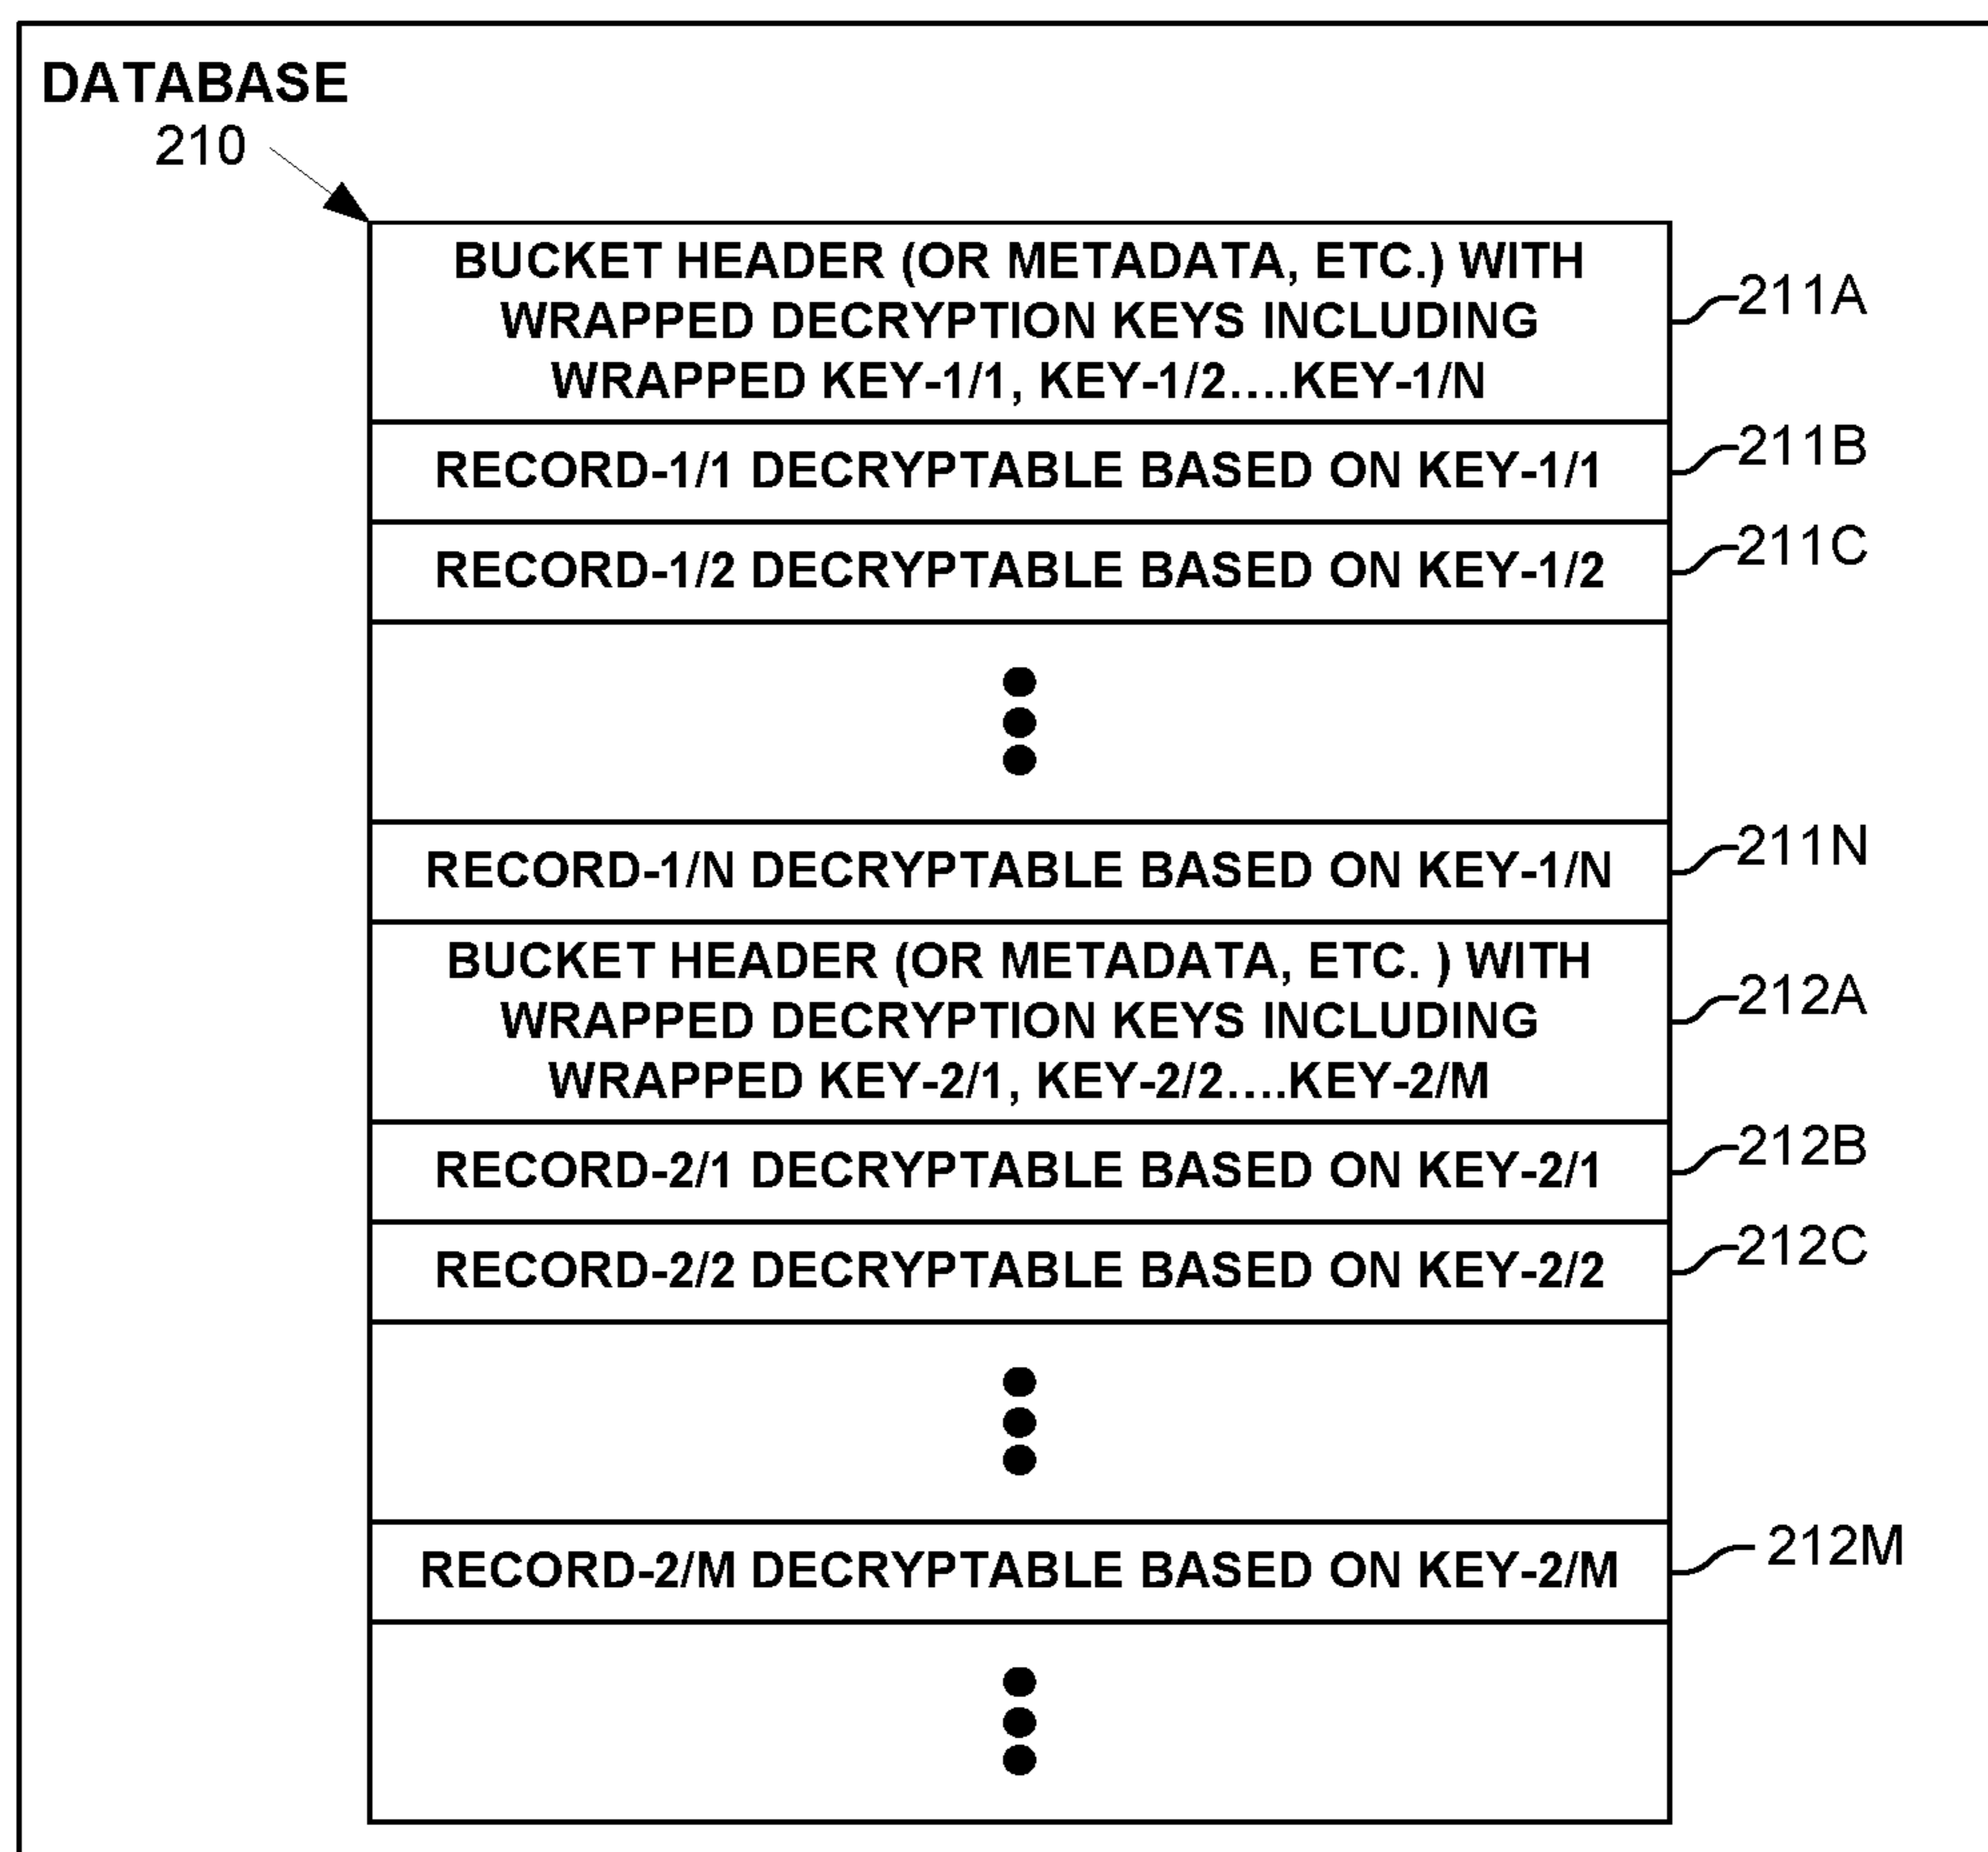 DATABASE
210
BUCKET HEADER (OR METADATA, ETC.) WITH
WRAPPED DECRYPTION KEYS INCLUDING
WRAPPED KEY-1/1, KEY-1/2....KEY-1/N
211A
RECORD-1/1 DECRYPTABLE BASED ON KEY-1/1
211B
RECORD-1/2 DECRYPTABLE BASED ON KEY-1/2
211C
RECORD-1/N DECRYPTABLE BASED ON KEY-1/N
211N
BUCKET HEADER (OR METADATA, ETC. ) WITH
WRAPPED DECRYPTION KEYS INCLUDING
WRAPPED KEY-2/1, KEY-2/2....KEY-2/M
212A
RECORD-2/1 DECRYPTABLE BASED ON KEY-2/1
212B
RECORD-2/2 DECRYPTABLE BASED ON KEY-2/2
212C
RECORD-2/M DECRYPTABLE BASED ON KEY-2/M
212M